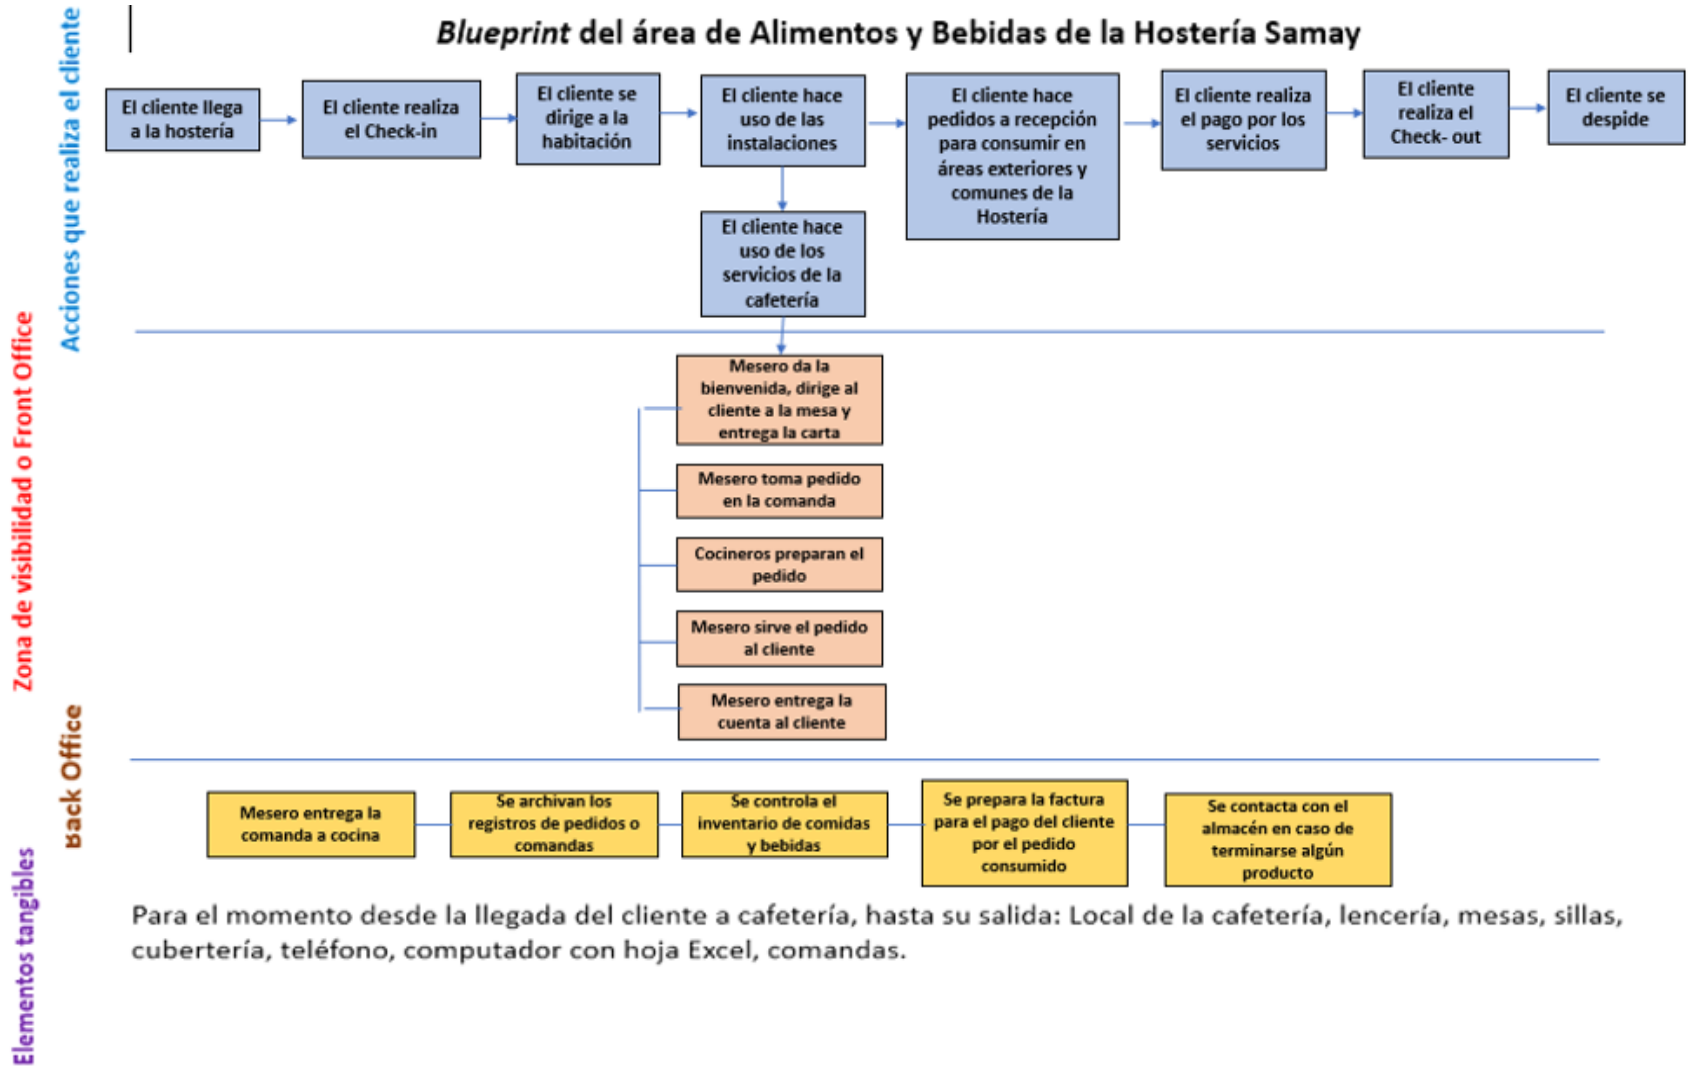 Blueprint del área de Alimentos y Bebidas de la Hostería Samay
Acciones que realiza el cliente
El cliente llega
a la hostería
El cliente realiza
el Check-in
El cliente se
dirige a la
habitación
El cliente hace
uso de las
instalaciones
El cliente hace
pedidos a recepción
para consumir en
áreas exteriores y
comunes de la
Hostería
El cliente realiza
el pago por los
servicios
El cliente
realiza el
Check- out
El cliente se
despide
El cliente hace
uso de los
servicios de la
cafetería
Zona de visibilidad o Front Office
Mesero da la
bienvenida, dirige al
cliente a la mesa y
entrega la carta
Mesero toma pedido
en la comanda
Cocineros preparan el
pedido
Mesero sirve el pedido
al cliente
Mesero entrega la
cuenta al cliente
Back Office
Mesero entrega la
comanda a cocina
Se archivan los
registros de pedidos o
comandas
Se controla el
inventario de comidas
y bebidas
Se prepara la factura
para el pago del cliente
por el pedido
consumido
Se contacta con el
almacén en caso de
terminarse algún
producto
Elementos tangibles
Para el momento desde la llegada del cliente a cafetería, hasta su salida: Local de la cafetería, lencería, mesas, sillas,
cubertería, teléfono, computador con hoja Excel, comandas.